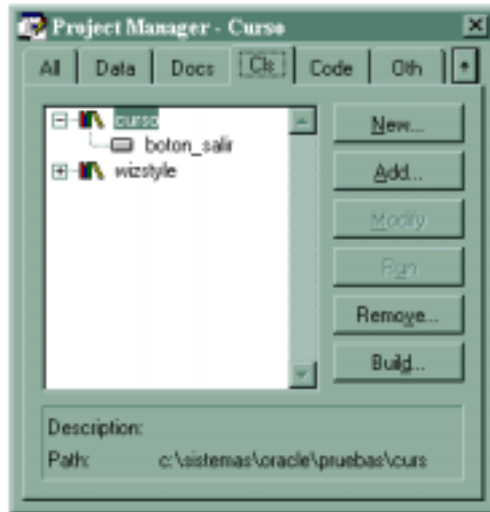 Project Manager - Curso
All Data Docs Cls Code Oth
curso
boton_salir
wizstyle
New...
Add...
Modify
Run
Remove...
Build...
Description:
Path: c:\sistemas\oracle\pruebas\curs